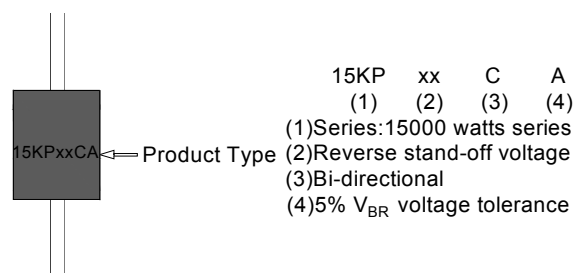 15KP xx C A
(1) (2) (3) (4)
15KPxxCA Product Type
(1)Series:15000 watts series
(2)Reverse stand-off voltage
(3)Bi-directional
(4)5% VBR voltage tolerance